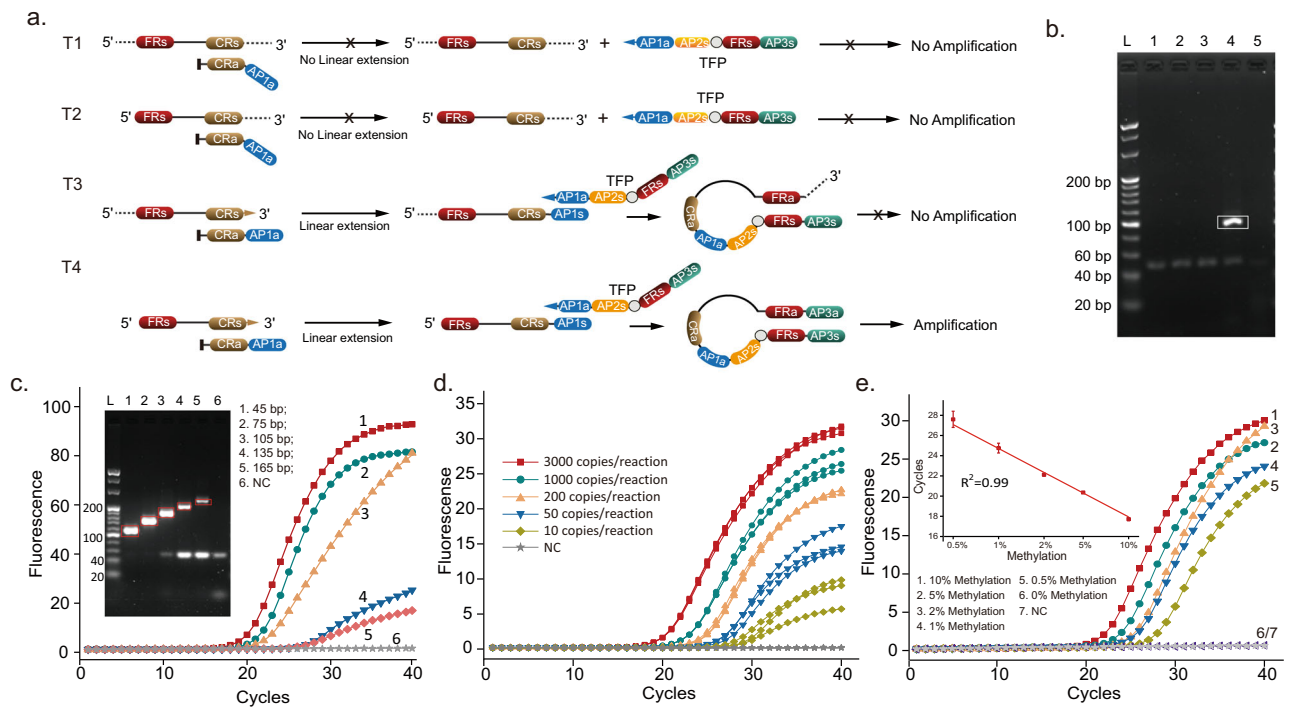 a.
T1 5' FRs CRs 3' CRa AP1a x No Linear extension FRs CRs 3' + AP1a AP2s FRs AP3s TFP x No Amplification
T2 5' FRs CRs 3' CRa AP1a x No Linear extension 5' FRs CRs 3' + TFP AP1a AP2s FRs AP3s x No Amplification
T3 5' FRs CRs 3' CRa AP1a Linear extension 5' FRs CRs AP1s AP1a AP2s TFP FRs AP3s CRa AP1a AP2s FRa 3' FRs AP3s x No Amplification
T4 5' FRs CRs 3' CRa AP1a Linear extension FRs CRs AP1s AP1a AP2s TFP FRs AP3s CRa AP1a AP2s FRa AP3a FRs AP3s Amplification
b.
L 1 2 3 4 5
200 bp
100 bp
60 bp
40 bp
20 bp
c.
Fluorescence
100
80
60
40
20
0
L 1 2 3 4 5 6
200
100
40
20
1. 45 bp;
2. 75 bp;
3. 105 bp;
4. 135 bp;
5. 165 bp;
6. NC
1
2
3
4
5 6
0 10 20 30 40
Cycles
d.
Fluorescence
35
30
25
20
15
10
5
0
3000 copies/reaction
1000 copies/reaction
200 copies/reaction
50 copies/reaction
10 copies/reaction
NC
0 10 20 30 40
Cycles
e.
Fluorescence
30
25
20
15
10
5
0
Cycles
28
26
24
22
20
18
16
R²=0.99
0.5% 1% 2% 5% 10%
Methylation
1. 10% Methylation
2. 5% Methylation
3. 2% Methylation
4. 1% Methylation
5. 0.5% Methylation
6. 0% Methylation
7. NC
1
3
2
4
5
6/7
0 10 20 30 40
Cycles